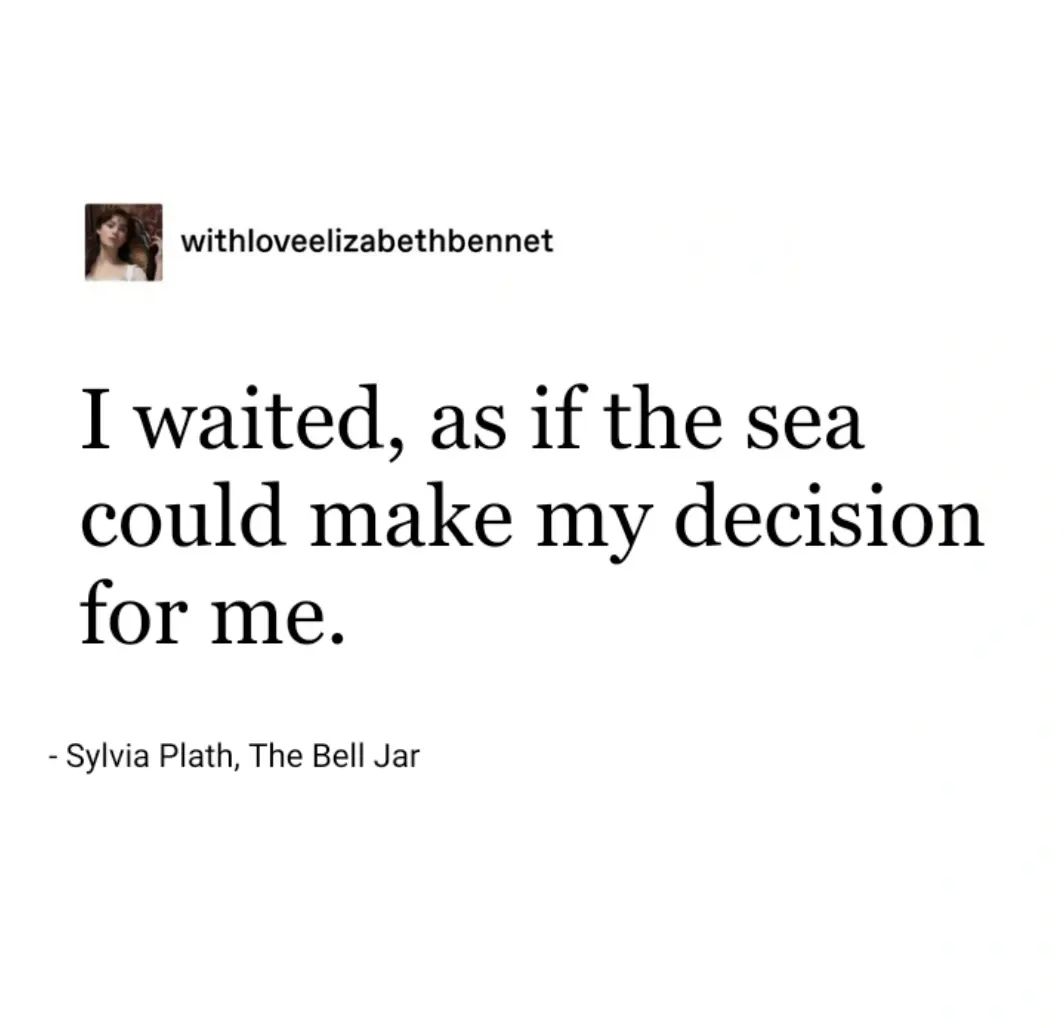 withloveelizabethbennet
I waited, as if the sea
could make my decision
for me.
- Sylvia Plath, The Bell Jar